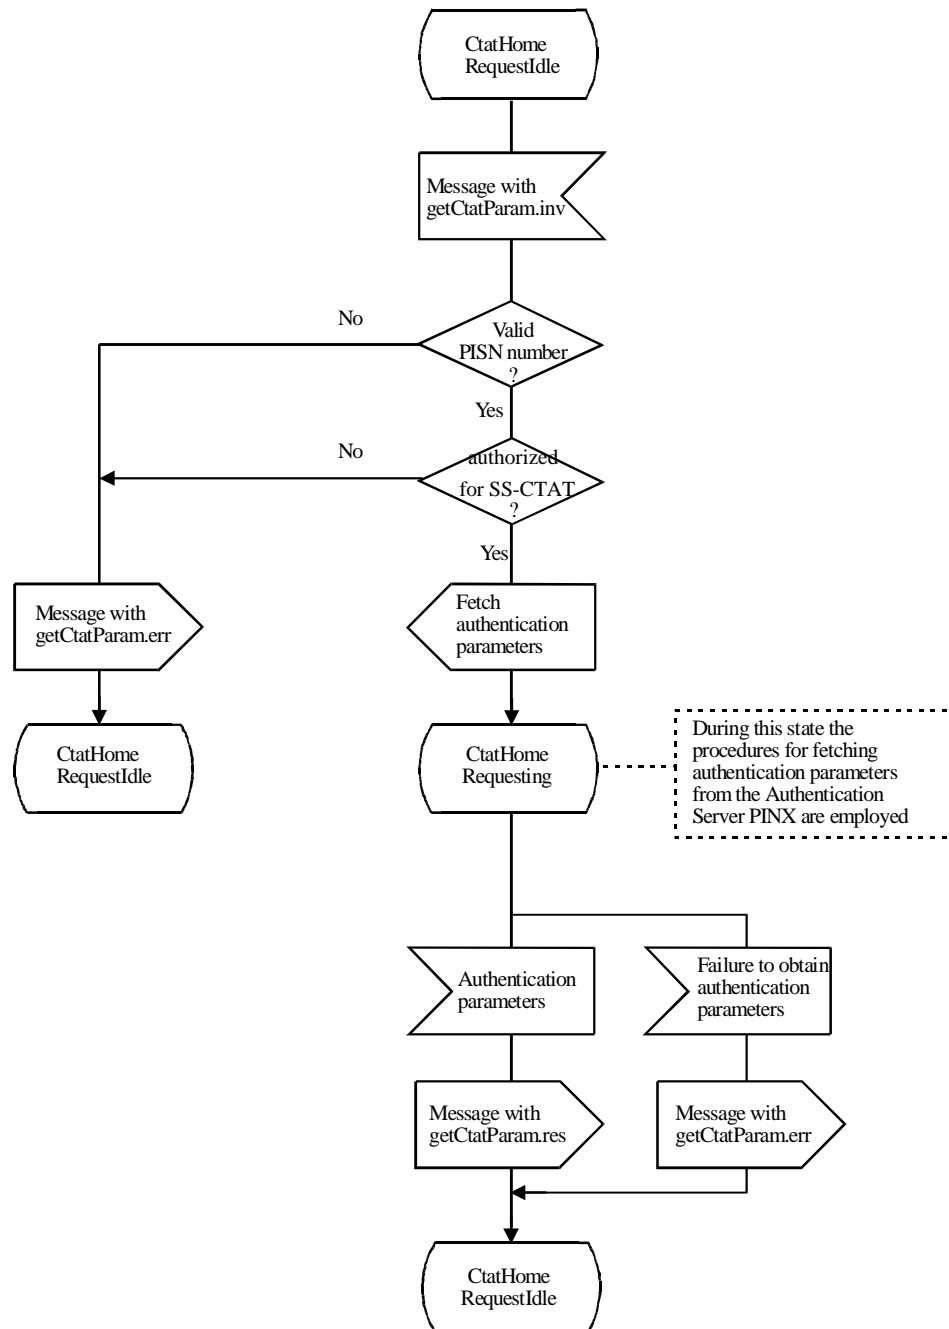 CtatHome
RequestIdle
Message with
getCtatParam.inv
No
Valid
PISN number
?
Yes
No
authorized
for SS-CTAT
?
Yes
Message with
getCtatParam.err
Fetch
authentication
parameters
CtatHome
RequestIdle
CtatHome
Requesting
During this state the
procedures for fetching
authentication parameters
from the Authentication
Server PINX are employed
Authentication
parameters
Failure to obtain
authentication
parameters
Message with
getCtatParam.res
Message with
getCtatParam.err
CtatHome
RequestIdle